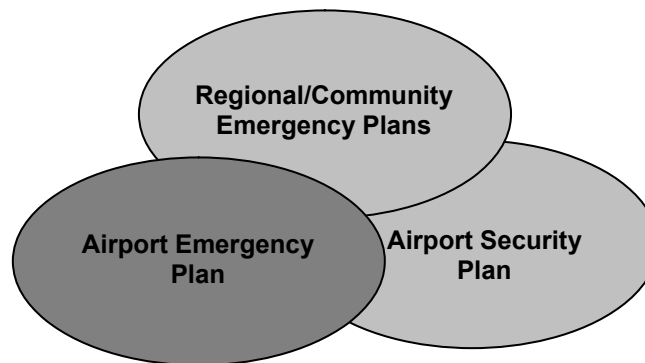 Regional/Community
Emergency Plans
Airport Emergency
Plan
Airport Security
Plan